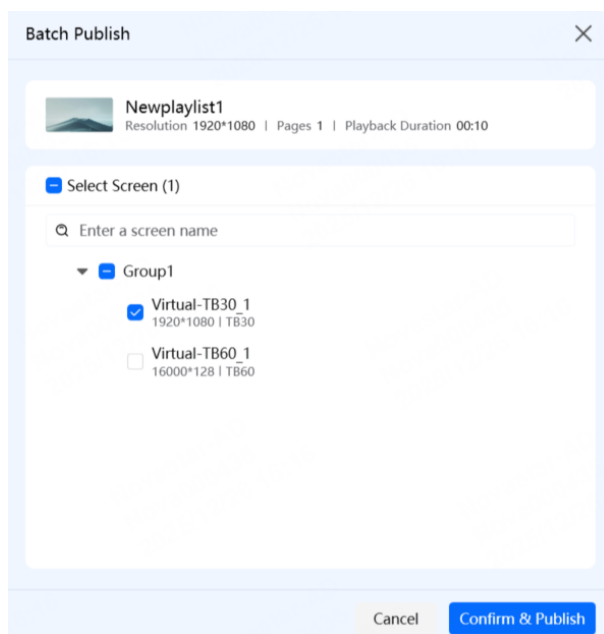 Batch Publish
Newplaylist1
Resolution 1920*1080 | Pages 1 | Playback Duration 00:10
Select Screen (1)
Enter a screen name
Group1
Virtual-TB30_1
1920*1080 | TB30
Virtual-TB60_1
16000*128 | TB60
Cancel
Confirm & Publish